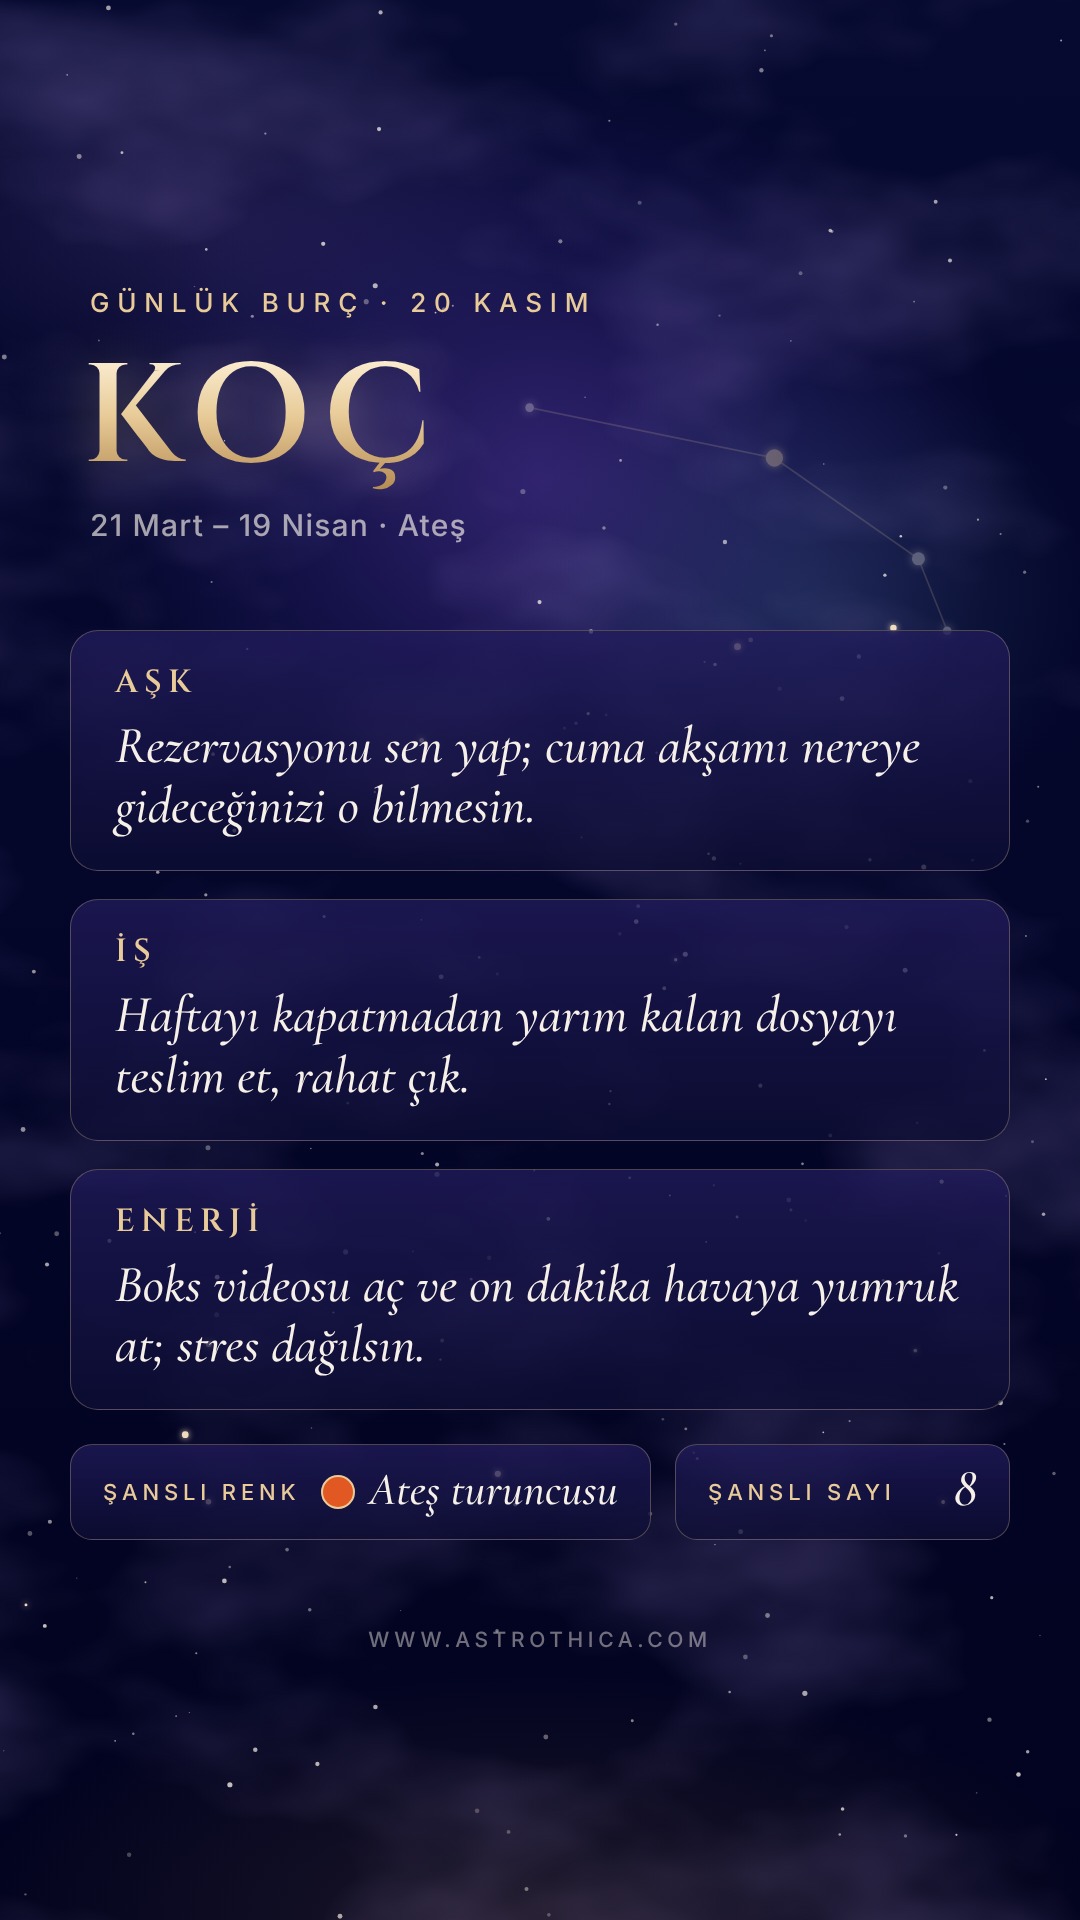 GÜNLÜK BURÇ · 20 KASIM
KOÇ
21 Mart – 19 Nisan · Ateş
AŞK
Rezervasyonu sen yap; cuma akşamı nereye
gideceğinizi o bilmesin.
İŞ
Haftayı kapatmadan yarım kalan dosyayı
teslim et, rahat çık.
ENERJİ
Boks videosu aç ve on dakika havaya yumruk
at; stres dağılsın.
ŞANSLI RENK Ateş turuncusu
ŞANSLI SAYI 8
WWW.ASTROTHICA.COM